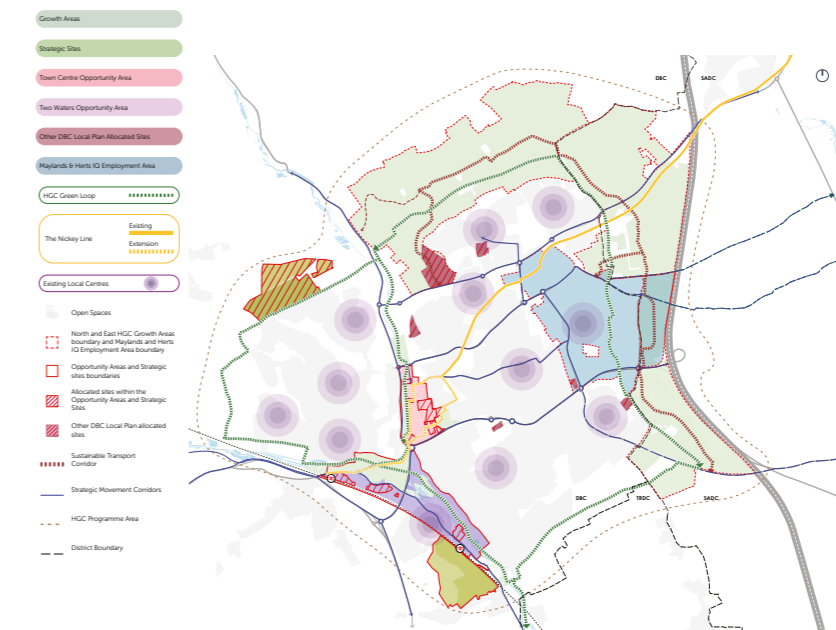 Growth Areas
Strategic Sites
Town Centre Opportunity Area
Two Waters Opportunity Area
Other DBC Local Plan Allocated Sites
Maylands & Herts IQ Employment Area
HGC Green Loop
The Nickey Line
Existing
Extension
Existing Local Centres
Open Spaces
North and East HGC Growth Areas
boundary and Maylands and Herts
IQ Employment Area boundary
Opportunity Areas and Strategic
sites boundaries
Allocated sites within the
Opportunity Areas and Strategic
Sites
Other DBC Local Plan allocated
sites
Sustainable Transport
Corridor
Strategic Movement Corridors
HGC Programme Area
District Boundary
DBC SADC
DBC TRDC SADC